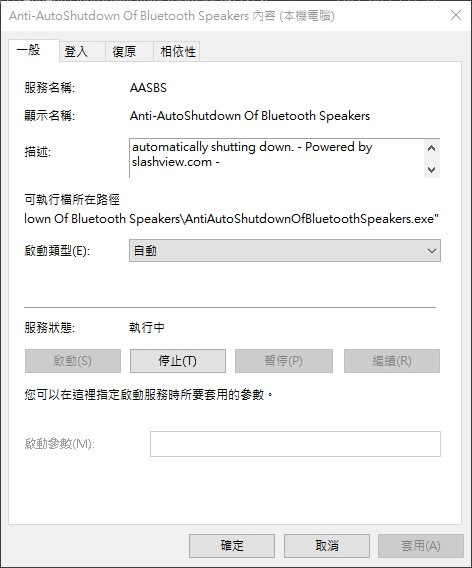 Anti-AutoShutdown Of Bluetooth Speakers 內容 (本機電腦)
一般 登入 復原 相依性
服務名稱: AASBS
顯示名稱: Anti-AutoShutdown Of Bluetooth Speakers
描述: automatically shutting down. - Powered by
slashview.com -
可執行檔所在路徑
lown Of Bluetooth Speakers\AntiAutoShutdownOfBluetoothSpeakers.exe"
啟動類型(E): 自動
服務狀態: 執行中
啟動(S) 停止(T) 暫停(P) 繼續(R)
您可以在這裡指定啟動服務時所要套用的參數。
啟動參數(M):
確定 取消 套用(A)